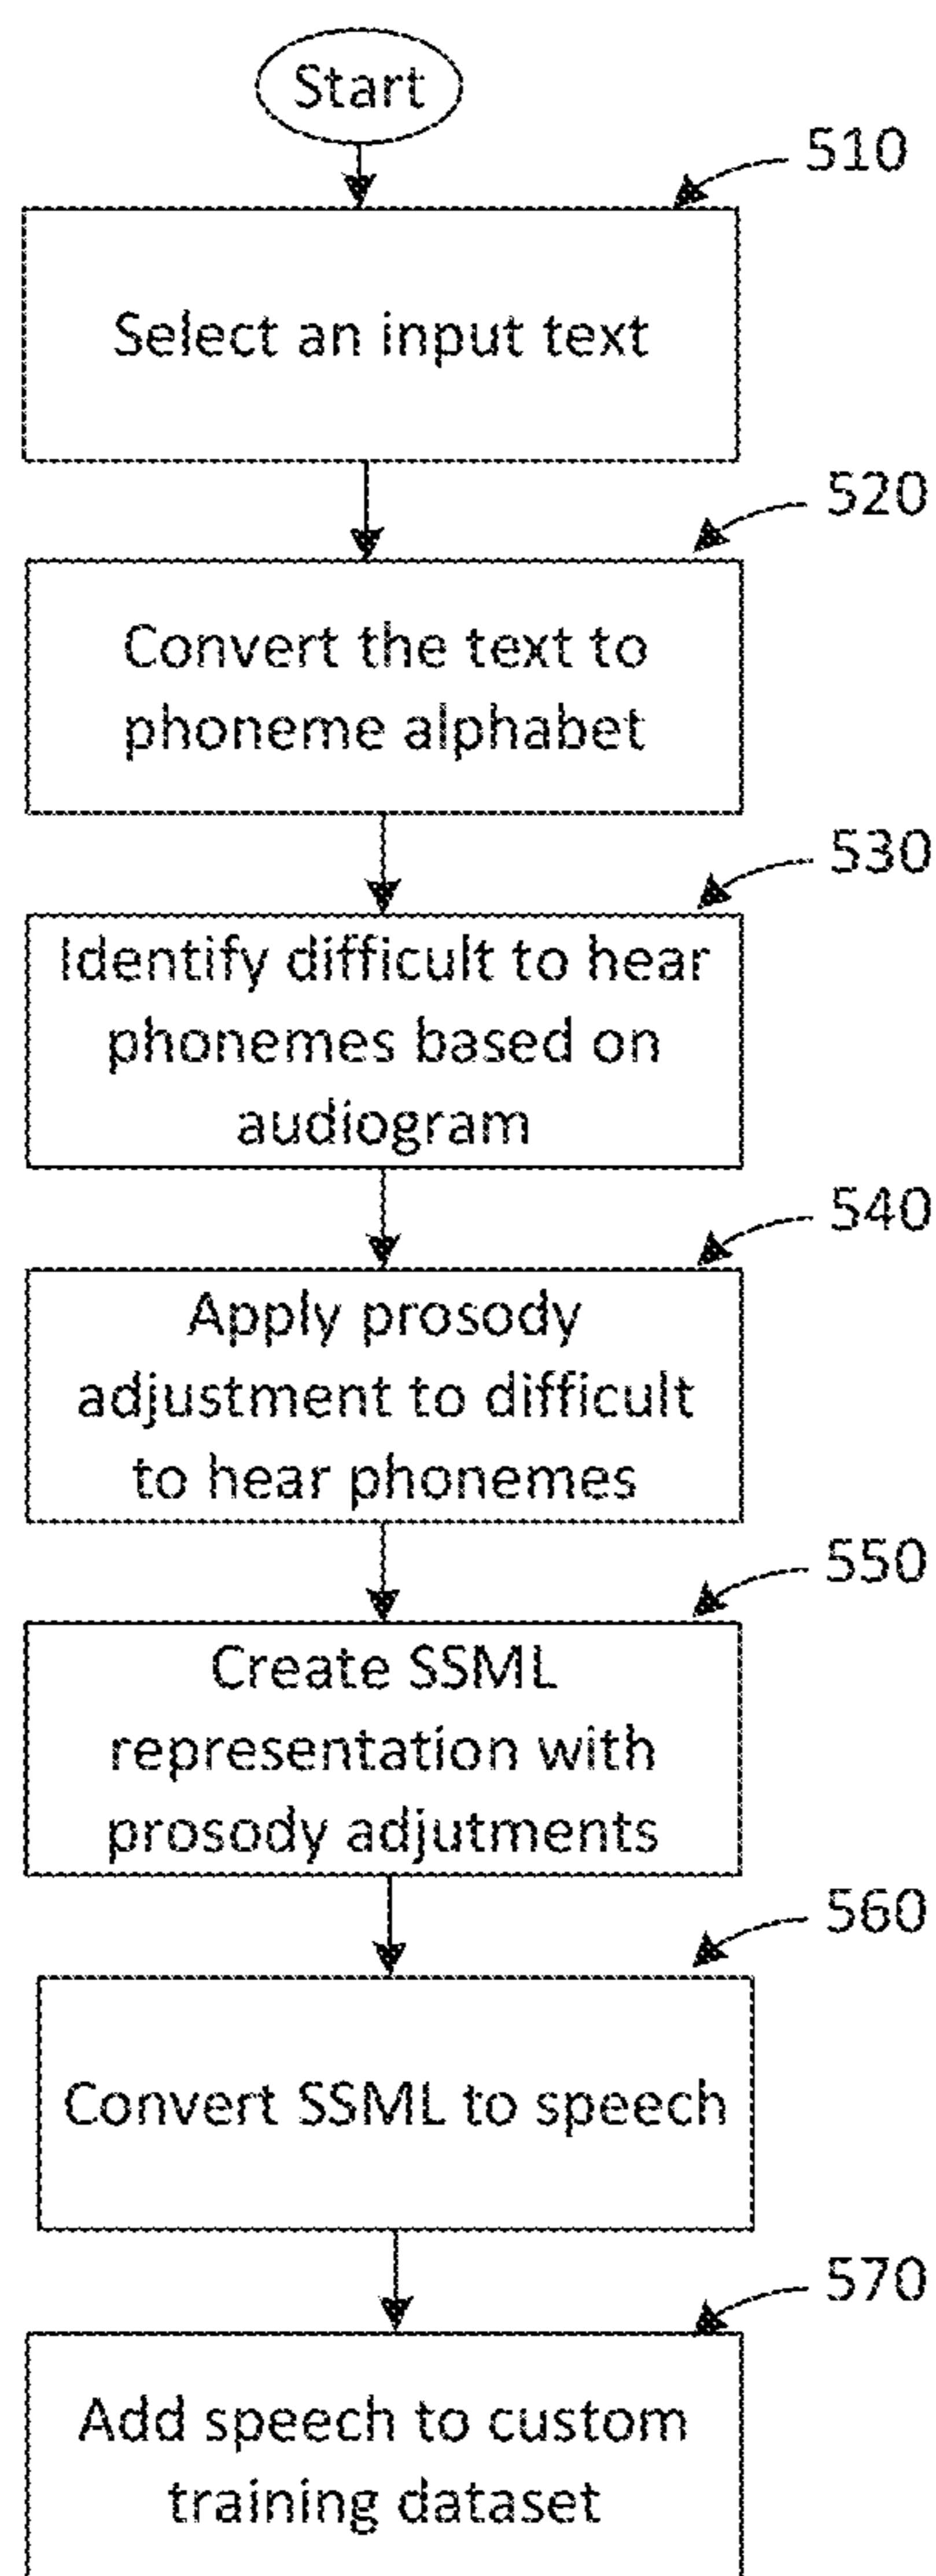 Start
510
Select an input text
520
Convert the text to
phoneme alphabet
530
Identify difficult to hear
phonemes based on
audiogram
540
Apply prosody
adjustment to difficult
to hear phonemes
550
Create SSML
representation with
prosody adjutments
560
Convert SSML to speech
570
Add speech to custom
training dataset